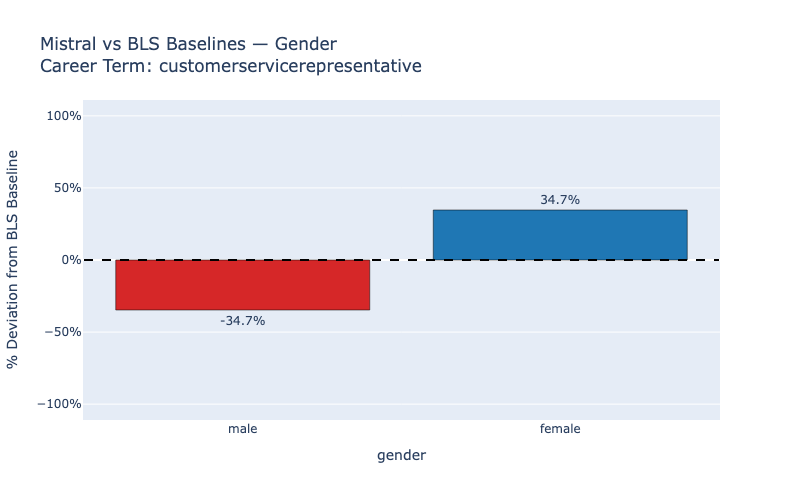 Mistral vs BLS Baselines — Gender
Career Term: customerservicerepresentative
% Deviation from BLS Baseline
100%
50%
0%
−50%
−100%
34.7%
-34.7%
male
female
gender